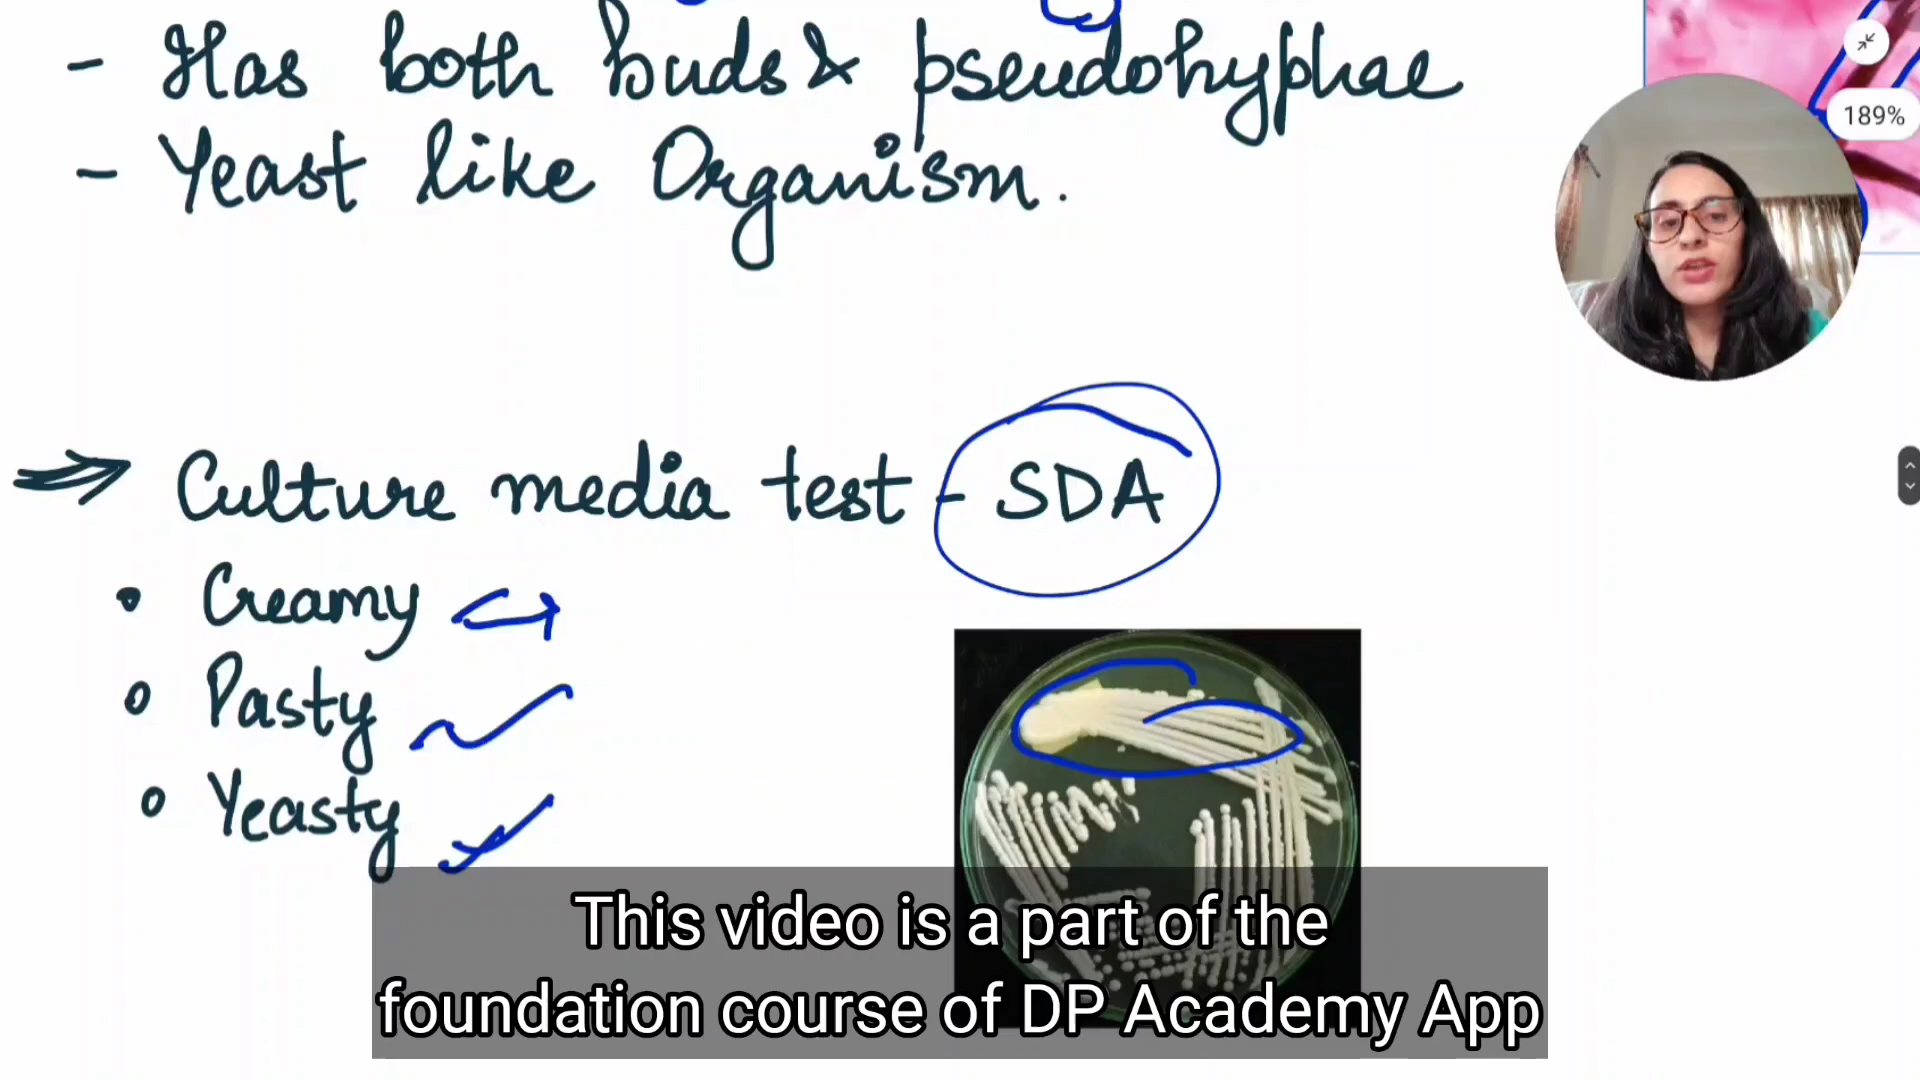 - Has both buds & pseudohyphae
- Yeast like Organism.
189%
⇒ Culture media test - SDA
• Creamy
• Pasty
• Yeasty
This video is a part of the
foundation course of DP Academy App